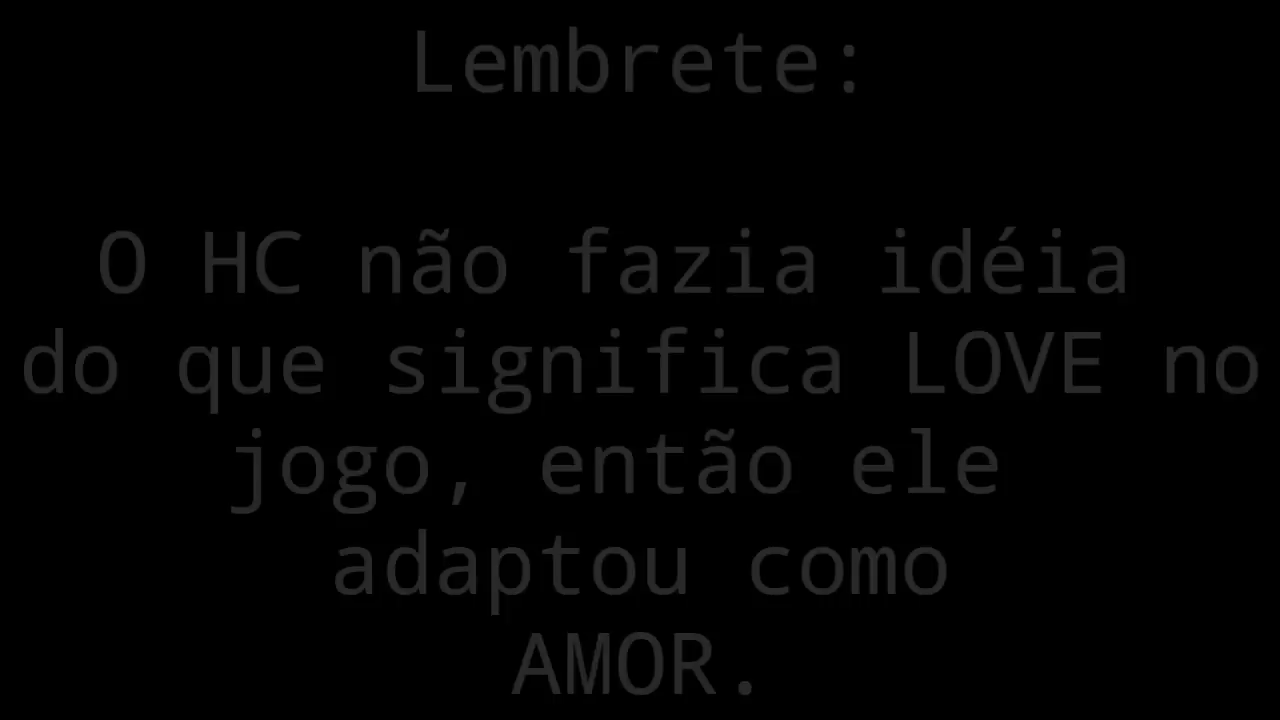 Lembrete:
O HC não fazia idéia
do que significa LOVE no
jogo, então ele
adaptou como
AMOR.